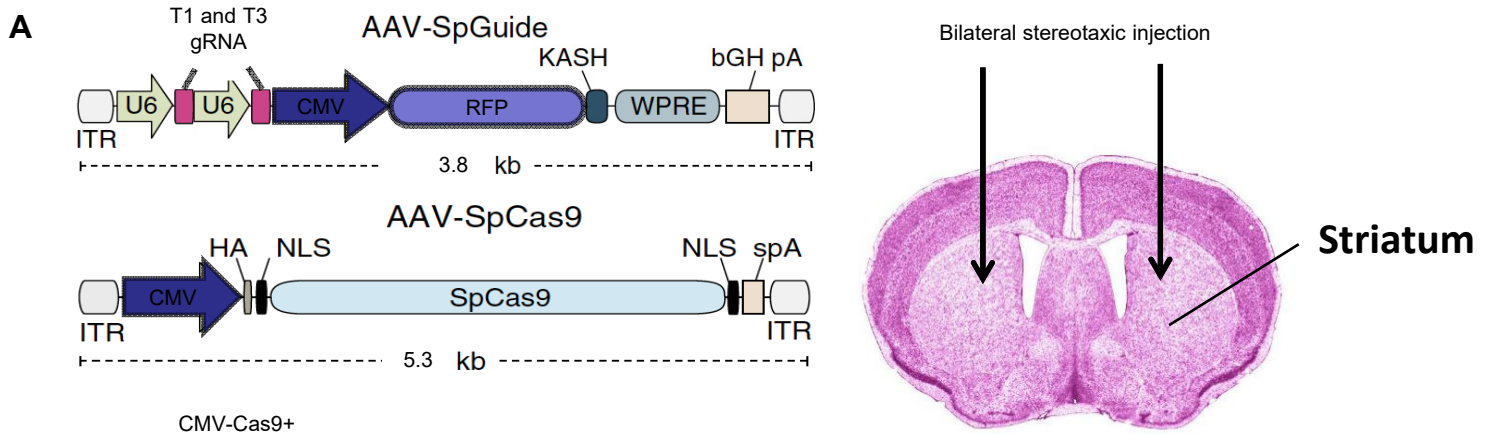 A
T1 and T3
gRNA
AAV-SpGuide
KASH
bGH pA
U6
U6
CMV
RFP
WPRE
ITR
ITR
3.8 kb
AAV-SpCas9
HA
NLS
NLS
spA
CMV
SpCas9
ITR
ITR
5.3 kb
CMV-Cas9+
Bilateral stereotaxic injection
Striatum